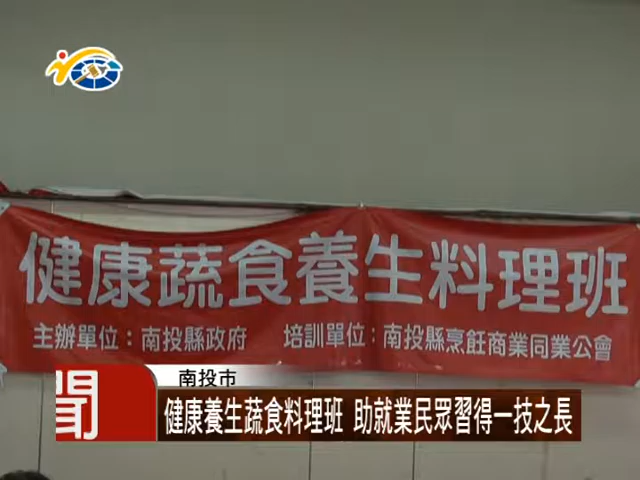 健康蔬食養生料理班
主辦單位：南投縣政府 培訓單位：南投縣烹飪商業同業公會
南投市
聞
健康養生蔬食料理班 助就業民眾習得一技之長